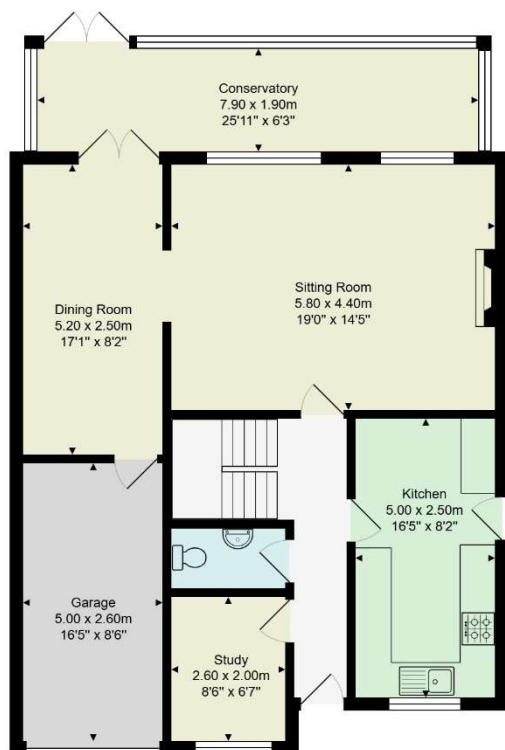 Conservatory
7.90 x 1.90m
25'11" x 6'3"
Sitting Room
5.80 x 4.40m
19'0" x 14'5"
Dining Room
5.20 x 2.50m
17'1" x 8'2"
Kitchen
5.00 x 2.50m
16'5" x 8'2"
Garage
5.00 x 2.60m
16'5" x 8'6"
Study
2.60 x 2.00m
8'6" x 6'7"